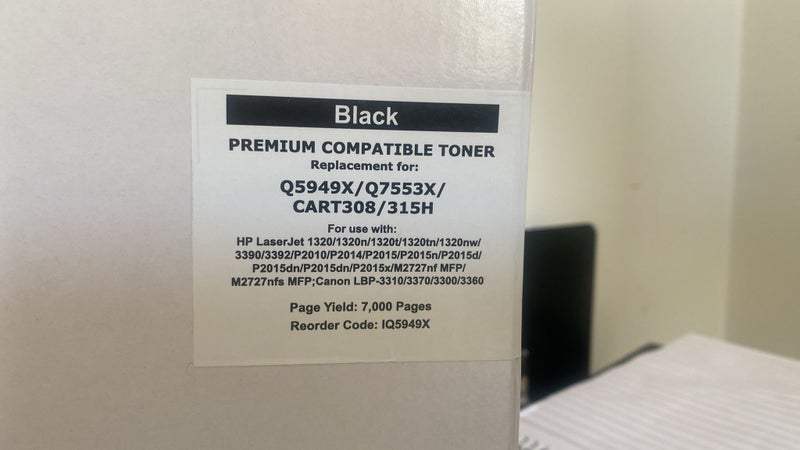 Black
PREMIUM COMPATIBLE TONER
Replacement for:
Q5949X/Q7553X/
CART308/315H
For use with:
HP LaserJet 1320/1320n/1320t/1320tn/1320nw/
3390/3392/P2010/P2014/P2015/P2015n/P2015d/
P2015dn/P2015dn/P2015x/M2727nf MFP/
M2727nfs MFP;Canon LBP-3310/3370/3300/3360
Page Yield: 7,000 Pages
Reorder Code: IQ5949X